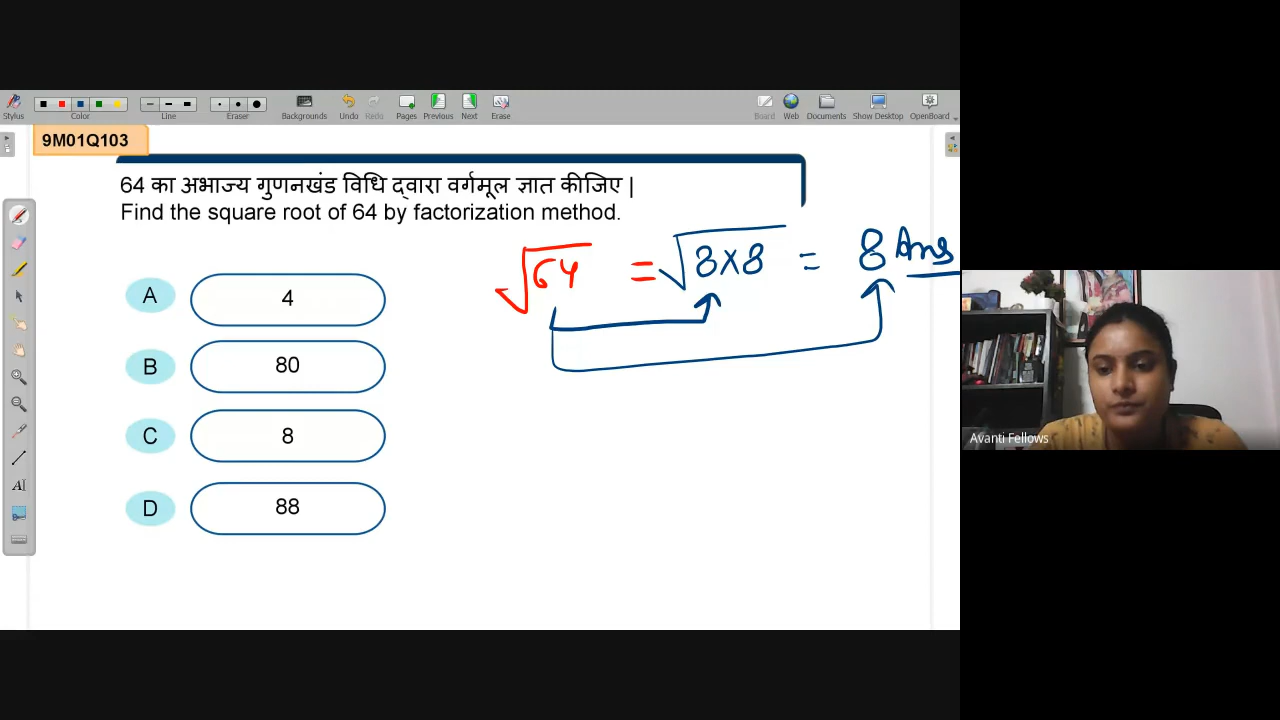 Stylus Color Line Eraser Backgrounds Undo Redo Pages Previous Next Erase Board Web Documents Show Desktop OpenBoard
9M01Q103
64 का अभाज्य गुणनखंड विधि द्वारा वर्गमूल ज्ञात कीजिए |
Find the square root of 64 by factorization method.
√64 = √8×8 = 8 Ans
A 4
B 80
C 8
D 88
Avanti Fellows